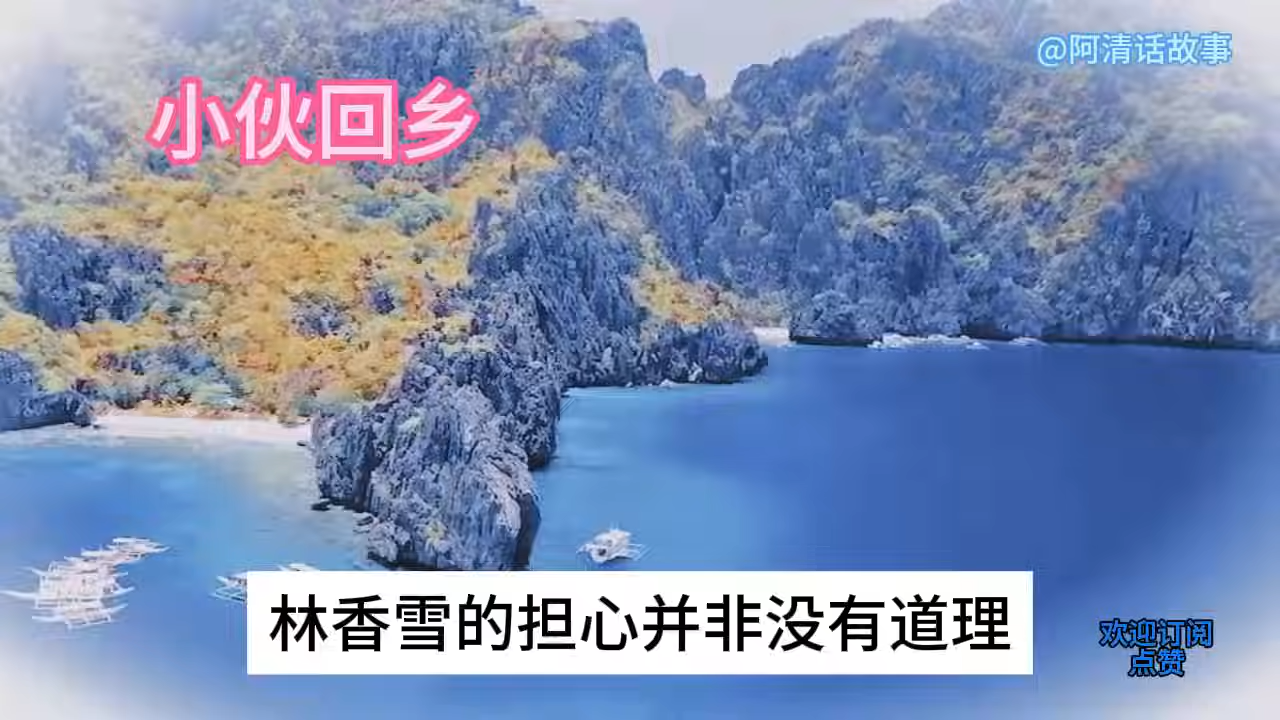 @阿清话故事
小伙回乡
林香雪的担心并非没有道理
欢迎订阅
点赞